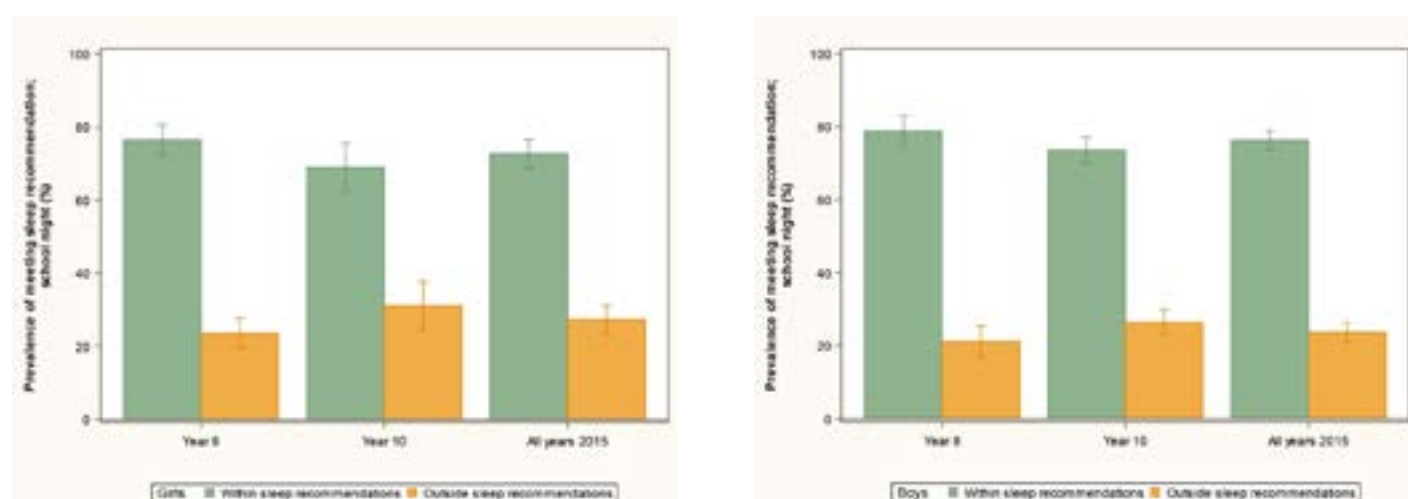 Prevalence of meeting sleep recommendation;
school night (%)
100
80
60
40
20
0
Year 8
Year 10
All years 2015
Girls
Within sleep recommendations
Outside sleep recommendations
Prevalence of meeting sleep recommendation;
school night (%)
100
80
60
40
20
0
Year 8
Year 10
All years 2015
Boys
Within sleep recommendations
Outside sleep recommendations